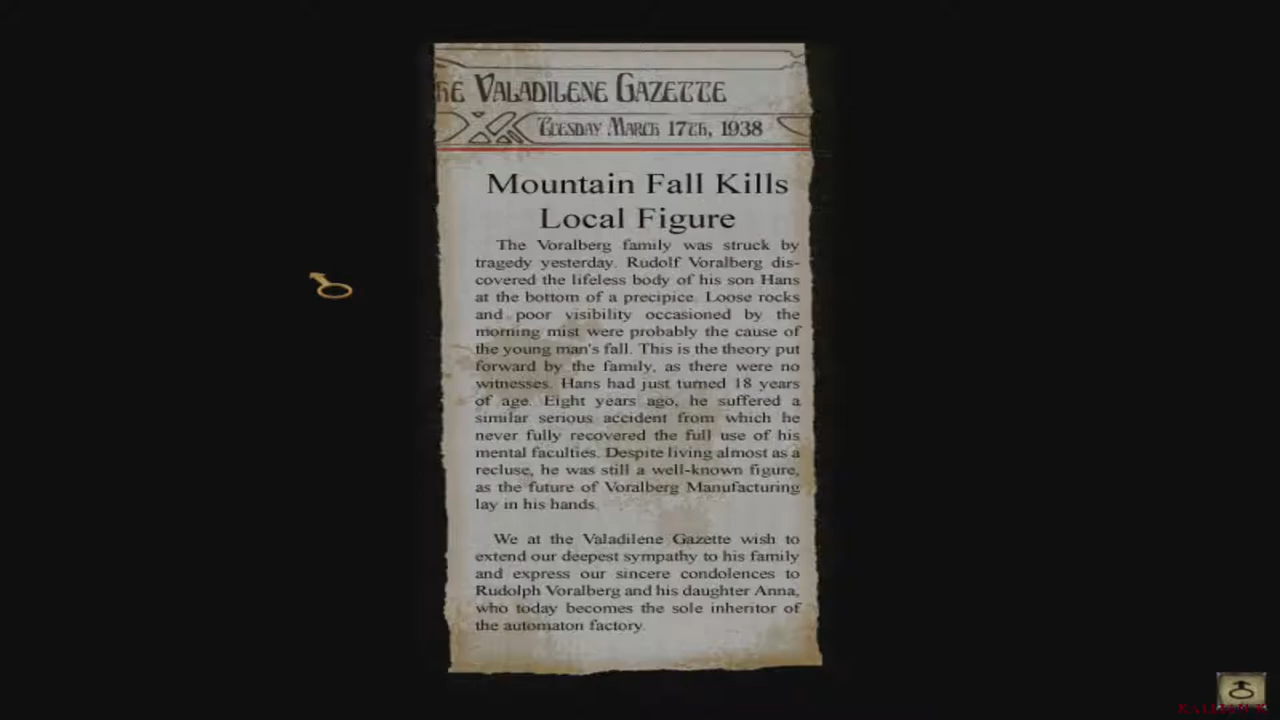 HE VALADILENE GAZETTE
TUESDAY MARCH 17TH, 1938
Mountain Fall Kills
Local Figure
The Voralberg family was struck by
tragedy yesterday. Rudolf Voralberg dis-
covered the lifeless body of his son Hans
at the bottom of a precipice. Loose rocks
and poor visibility occasioned by the
morning mist were probably the cause of
the young man's fall. This is the theory put
forward by the family, as there were no
witnesses. Hans had just turned 18 years
of age. Eight years ago, he suffered a
similar serious accident from which he
never fully recovered the full use of his
mental faculties. Despite living almost as a
recluse, he was still a well-known figure,
as the future of Voralberg Manufacturing
lay in his hands.
We at the Valadilene Gazette wish to
extend our deepest sympathy to his family
and express our sincere condolences to
Rudolph Voralberg and his daughter Anna,
who today becomes the sole inheritor of
the automaton factory.